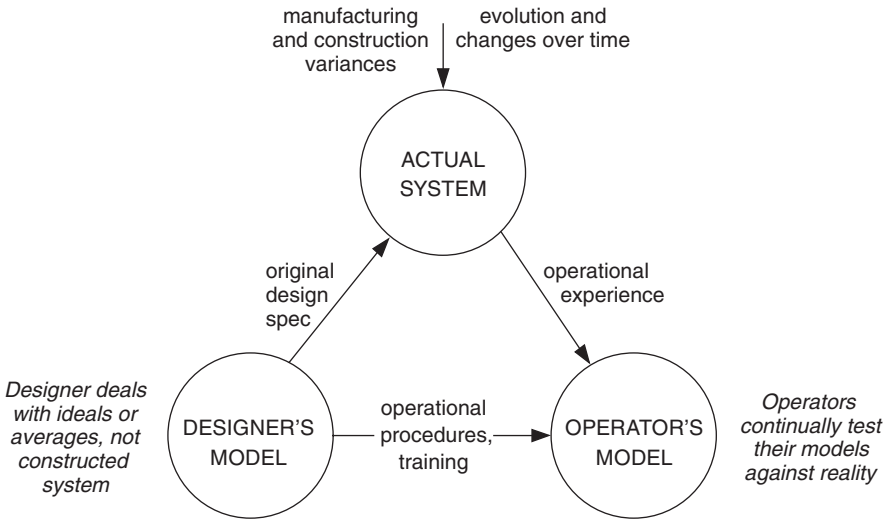 manufacturing
and construction
variances
evolution and
changes over time
ACTUAL
SYSTEM
original
design
spec
operational
experience
Designer deals
with ideals or
averages, not
constructed
system
DESIGNER'S
MODEL
operational
procedures,
training
OPERATOR'S
MODEL
Operators
continually test
their models
against reality